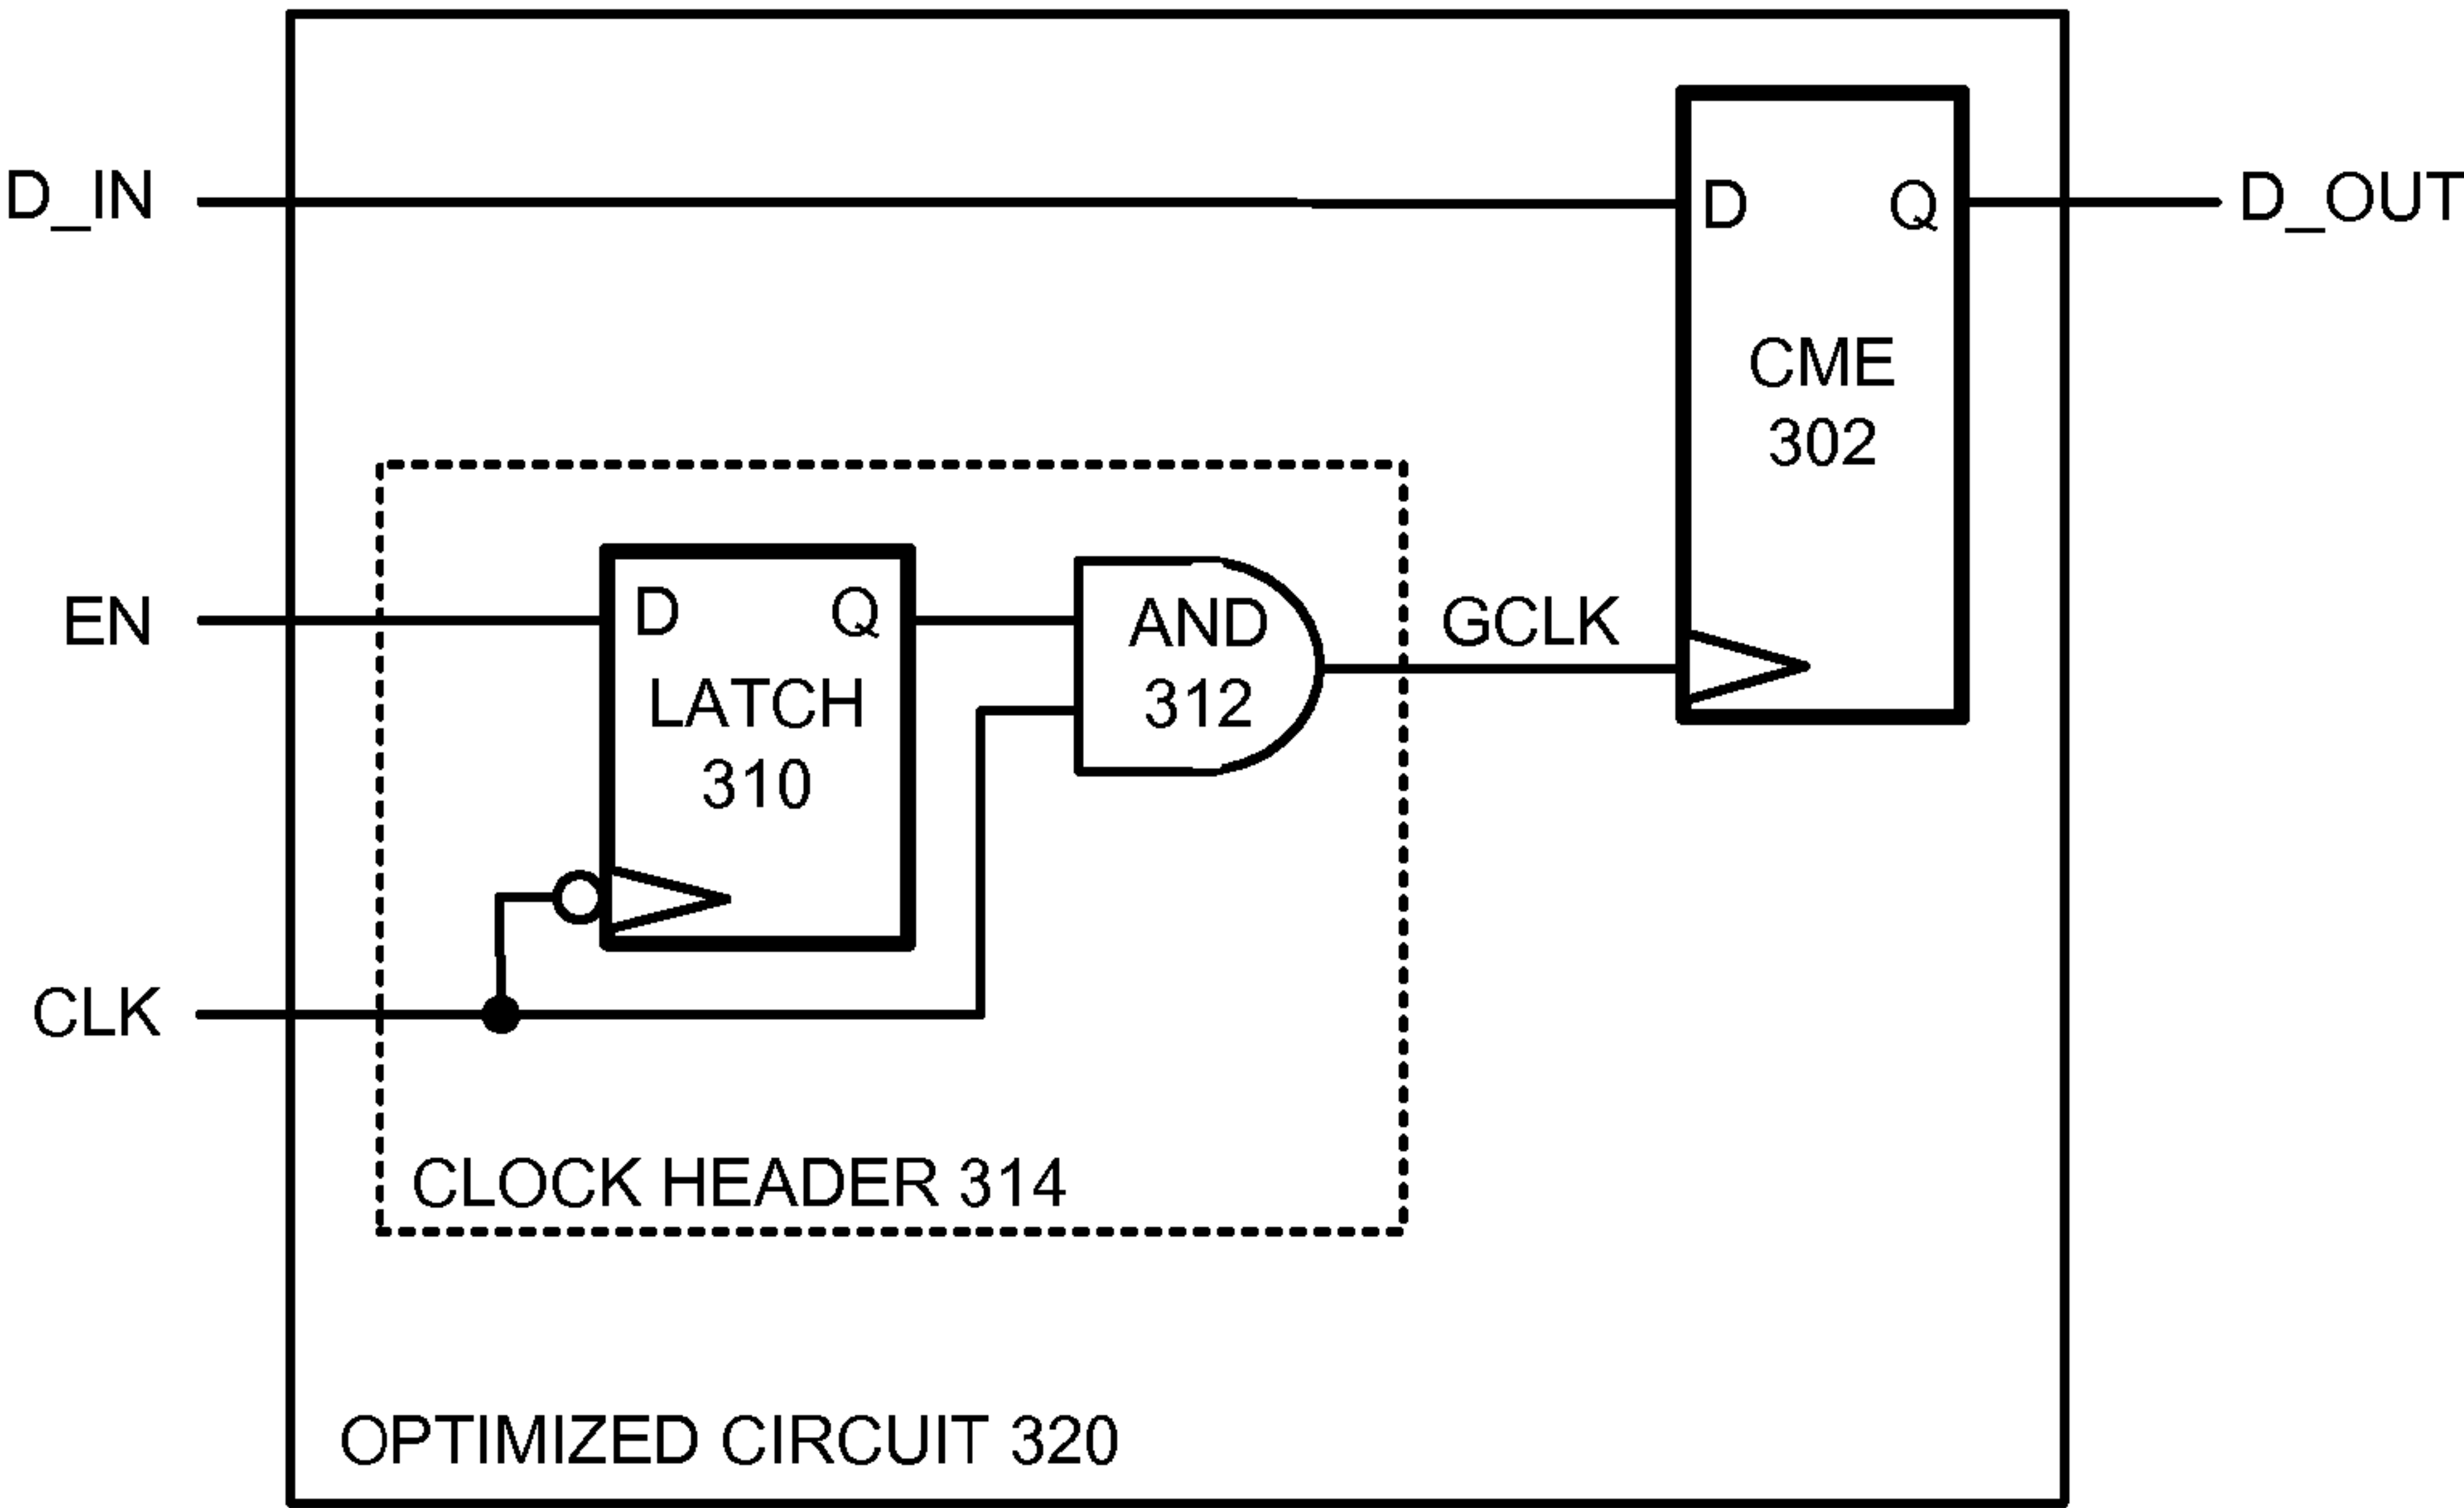 D_IN
D
Q
D_OUT
CME
302
EN
D
Q
LATCH
310
AND
312
GCLK
CLK
CLOCK HEADER 314
OPTIMIZED CIRCUIT 320